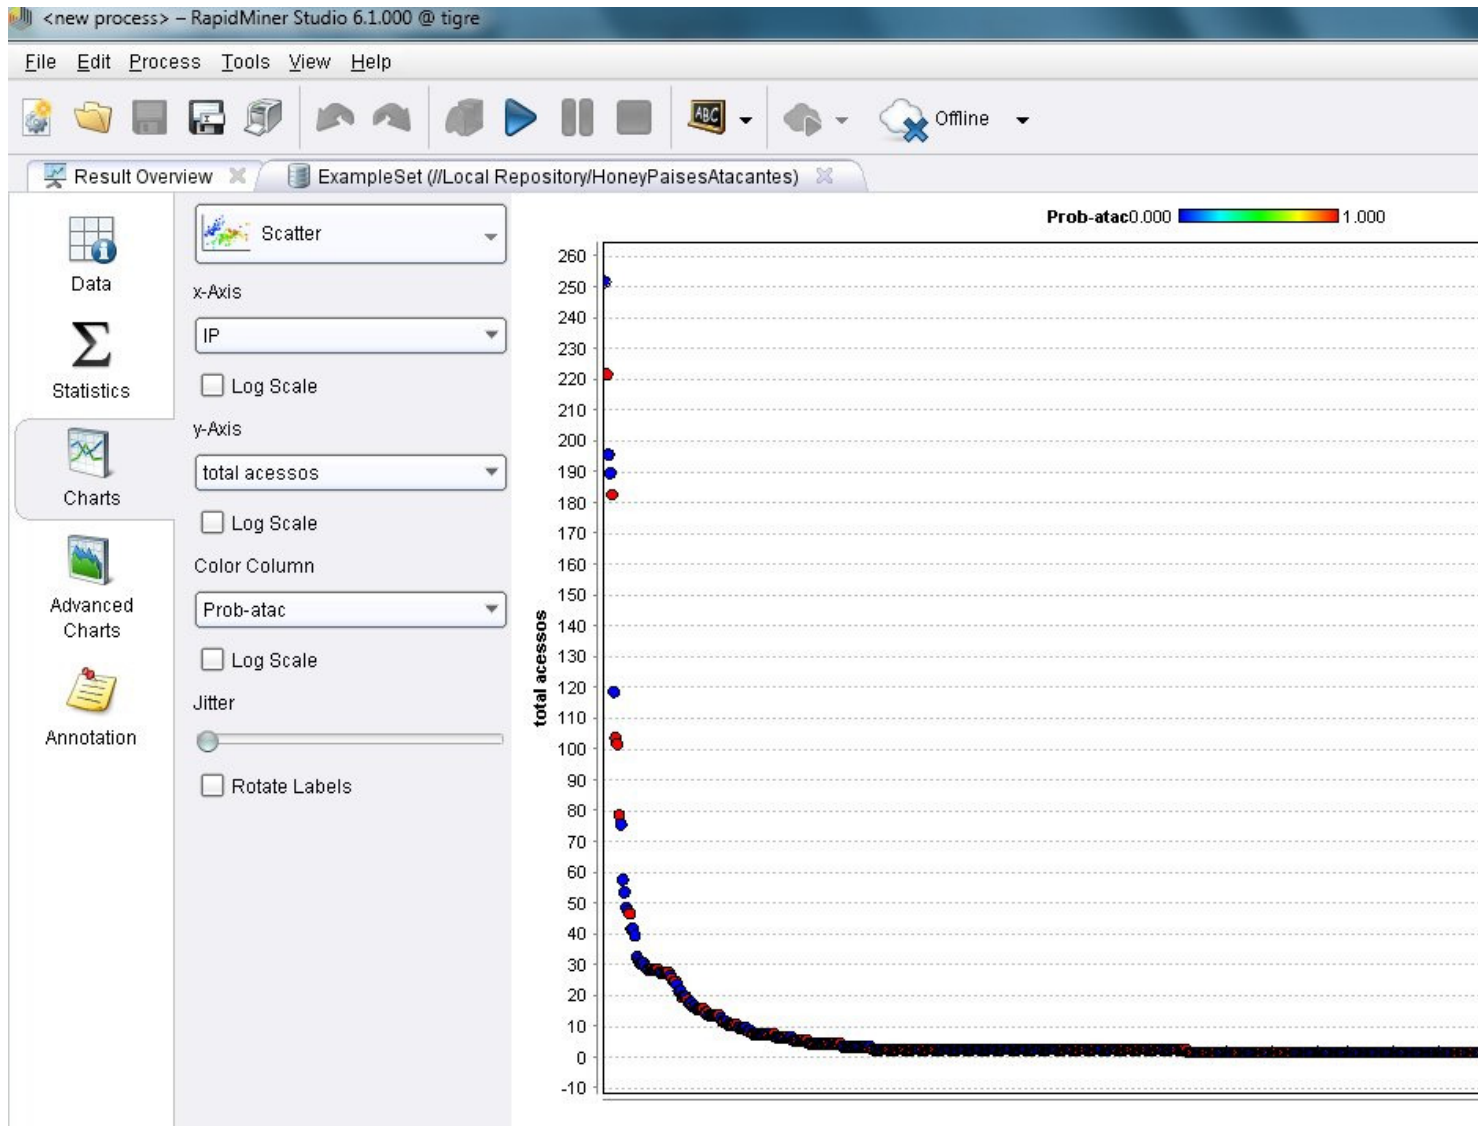 <new process> – RapidMiner Studio 6.1.000 @ tigre
File Edit Process Tools View Help
ABC
Offline
Result Overview
ExampleSet (//Local Repository/HoneyPaisesAtacantes)
Data
Statistics
Charts
Advanced
Charts
Annotation
Scatter
x-Axis
IP
Log Scale
y-Axis
total acessos
Log Scale
Color Column
Prob-atac
Log Scale
Jitter
Rotate Labels
Prob-atac0.000 1.000
total acessos
260
250
240
230
220
210
200
190
180
170
160
150
140
130
120
110
100
90
80
70
60
50
40
30
20
10
0
-10